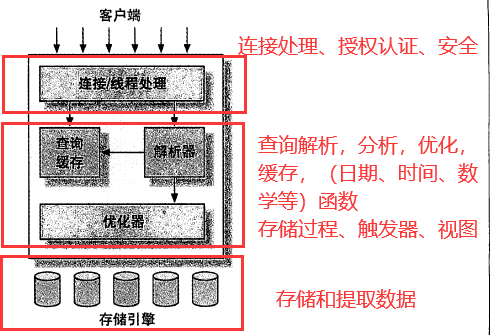 客户端
连接处理、授权认证、安全
连接/线程处理
查询
缓存
解析器
查询解析，分析，优化，
缓存，（日期、时间、数
学等）函数
存储过程、触发器、视图
优化器
存储和提取数据
存储引擎